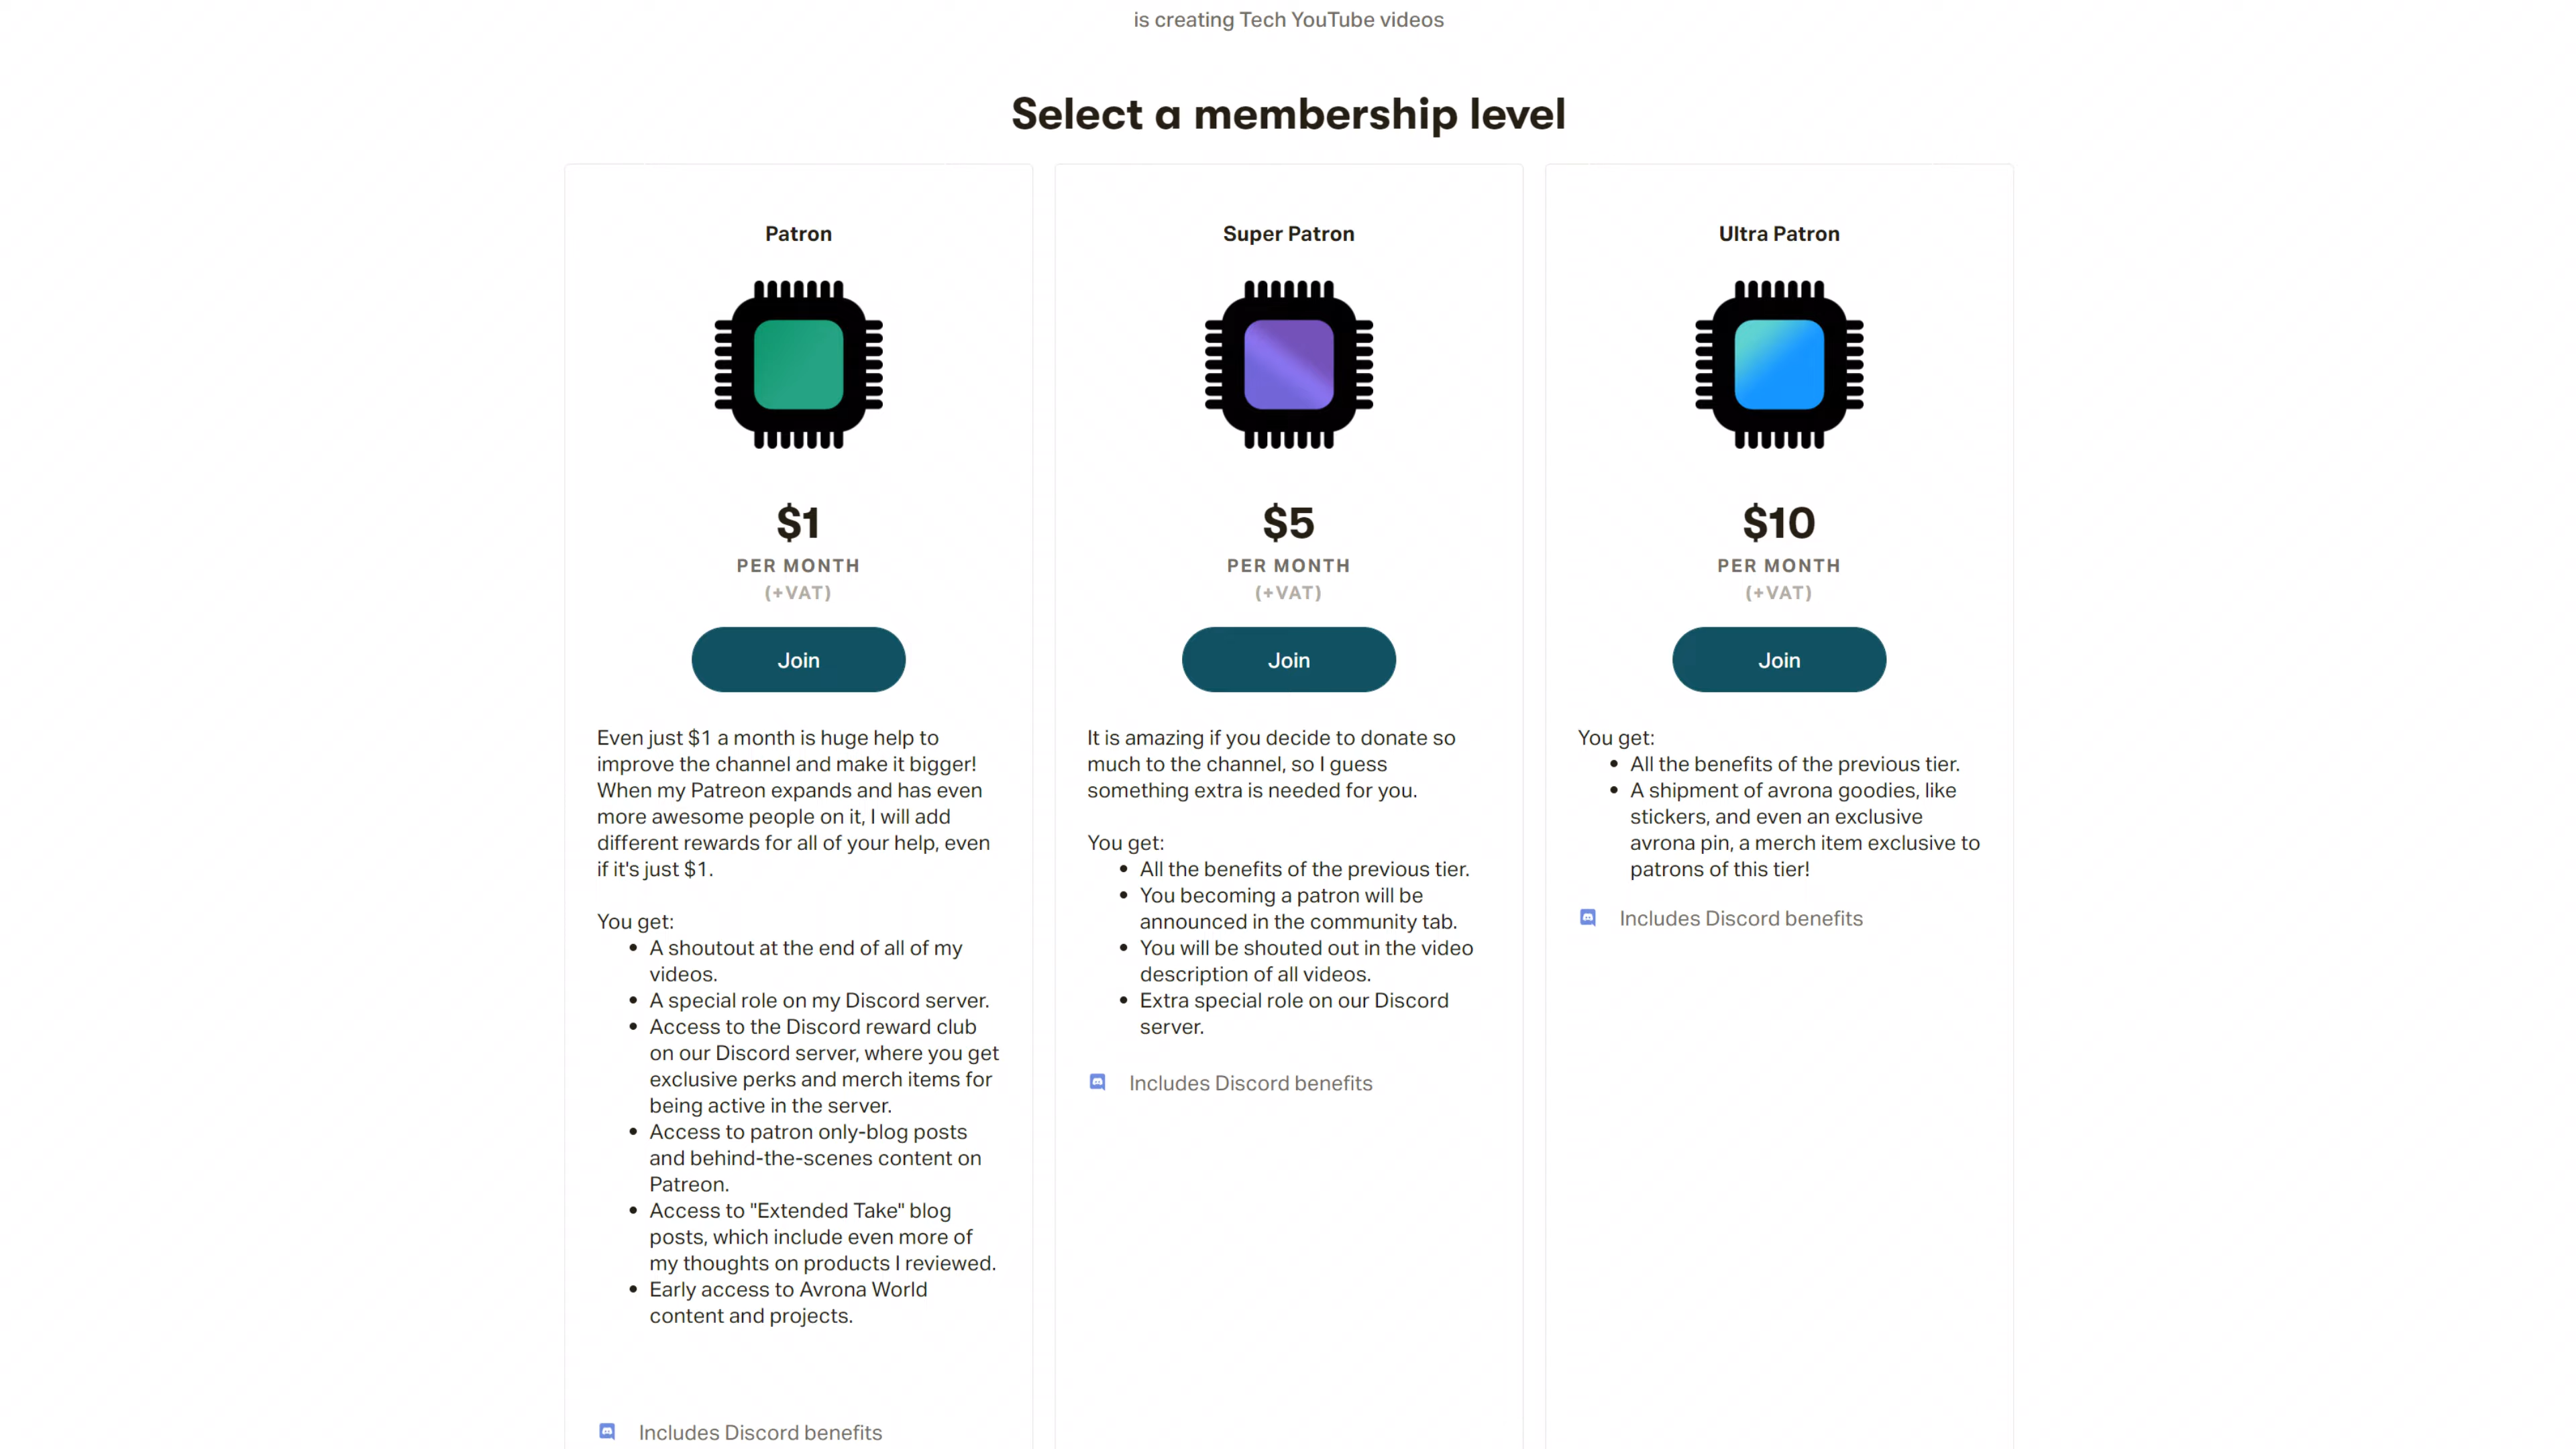 is creating Tech YouTube videos
Select a membership level
Patron
$1
PER MONTH
(+VAT)
Join
Even just $1 a month is huge help to
improve the channel and make it bigger!
When my Patreon expands and has even
more awesome people on it, I will add
different rewards for all of your help, even
if it's just $1.
You get:
• A shoutout at the end of all of my
videos.
• A special role on my Discord server.
• Access to the Discord reward club
on our Discord server, where you get
exclusive perks and merch items for
being active in the server.
• Access to patron only-blog posts
and behind-the-scenes content on
Patreon.
• Access to "Extended Take" blog
posts, which include even more of
my thoughts on products I reviewed.
• Early access to Avrona World
content and projects.
Includes Discord benefits
Super Patron
$5
PER MONTH
(+VAT)
Join
It is amazing if you decide to donate so
much to the channel, so I guess
something extra is needed for you.
You get:
• All the benefits of the previous tier.
• You becoming a patron will be
announced in the community tab.
• You will be shouted out in the video
description of all videos.
• Extra special role on our Discord
server.
Includes Discord benefits
Ultra Patron
$10
PER MONTH
(+VAT)
Join
You get:
• All the benefits of the previous tier.
• A shipment of avrona goodies, like
stickers, and even an exclusive
avrona pin, a merch item exclusive to
patrons of this tier!
Includes Discord benefits